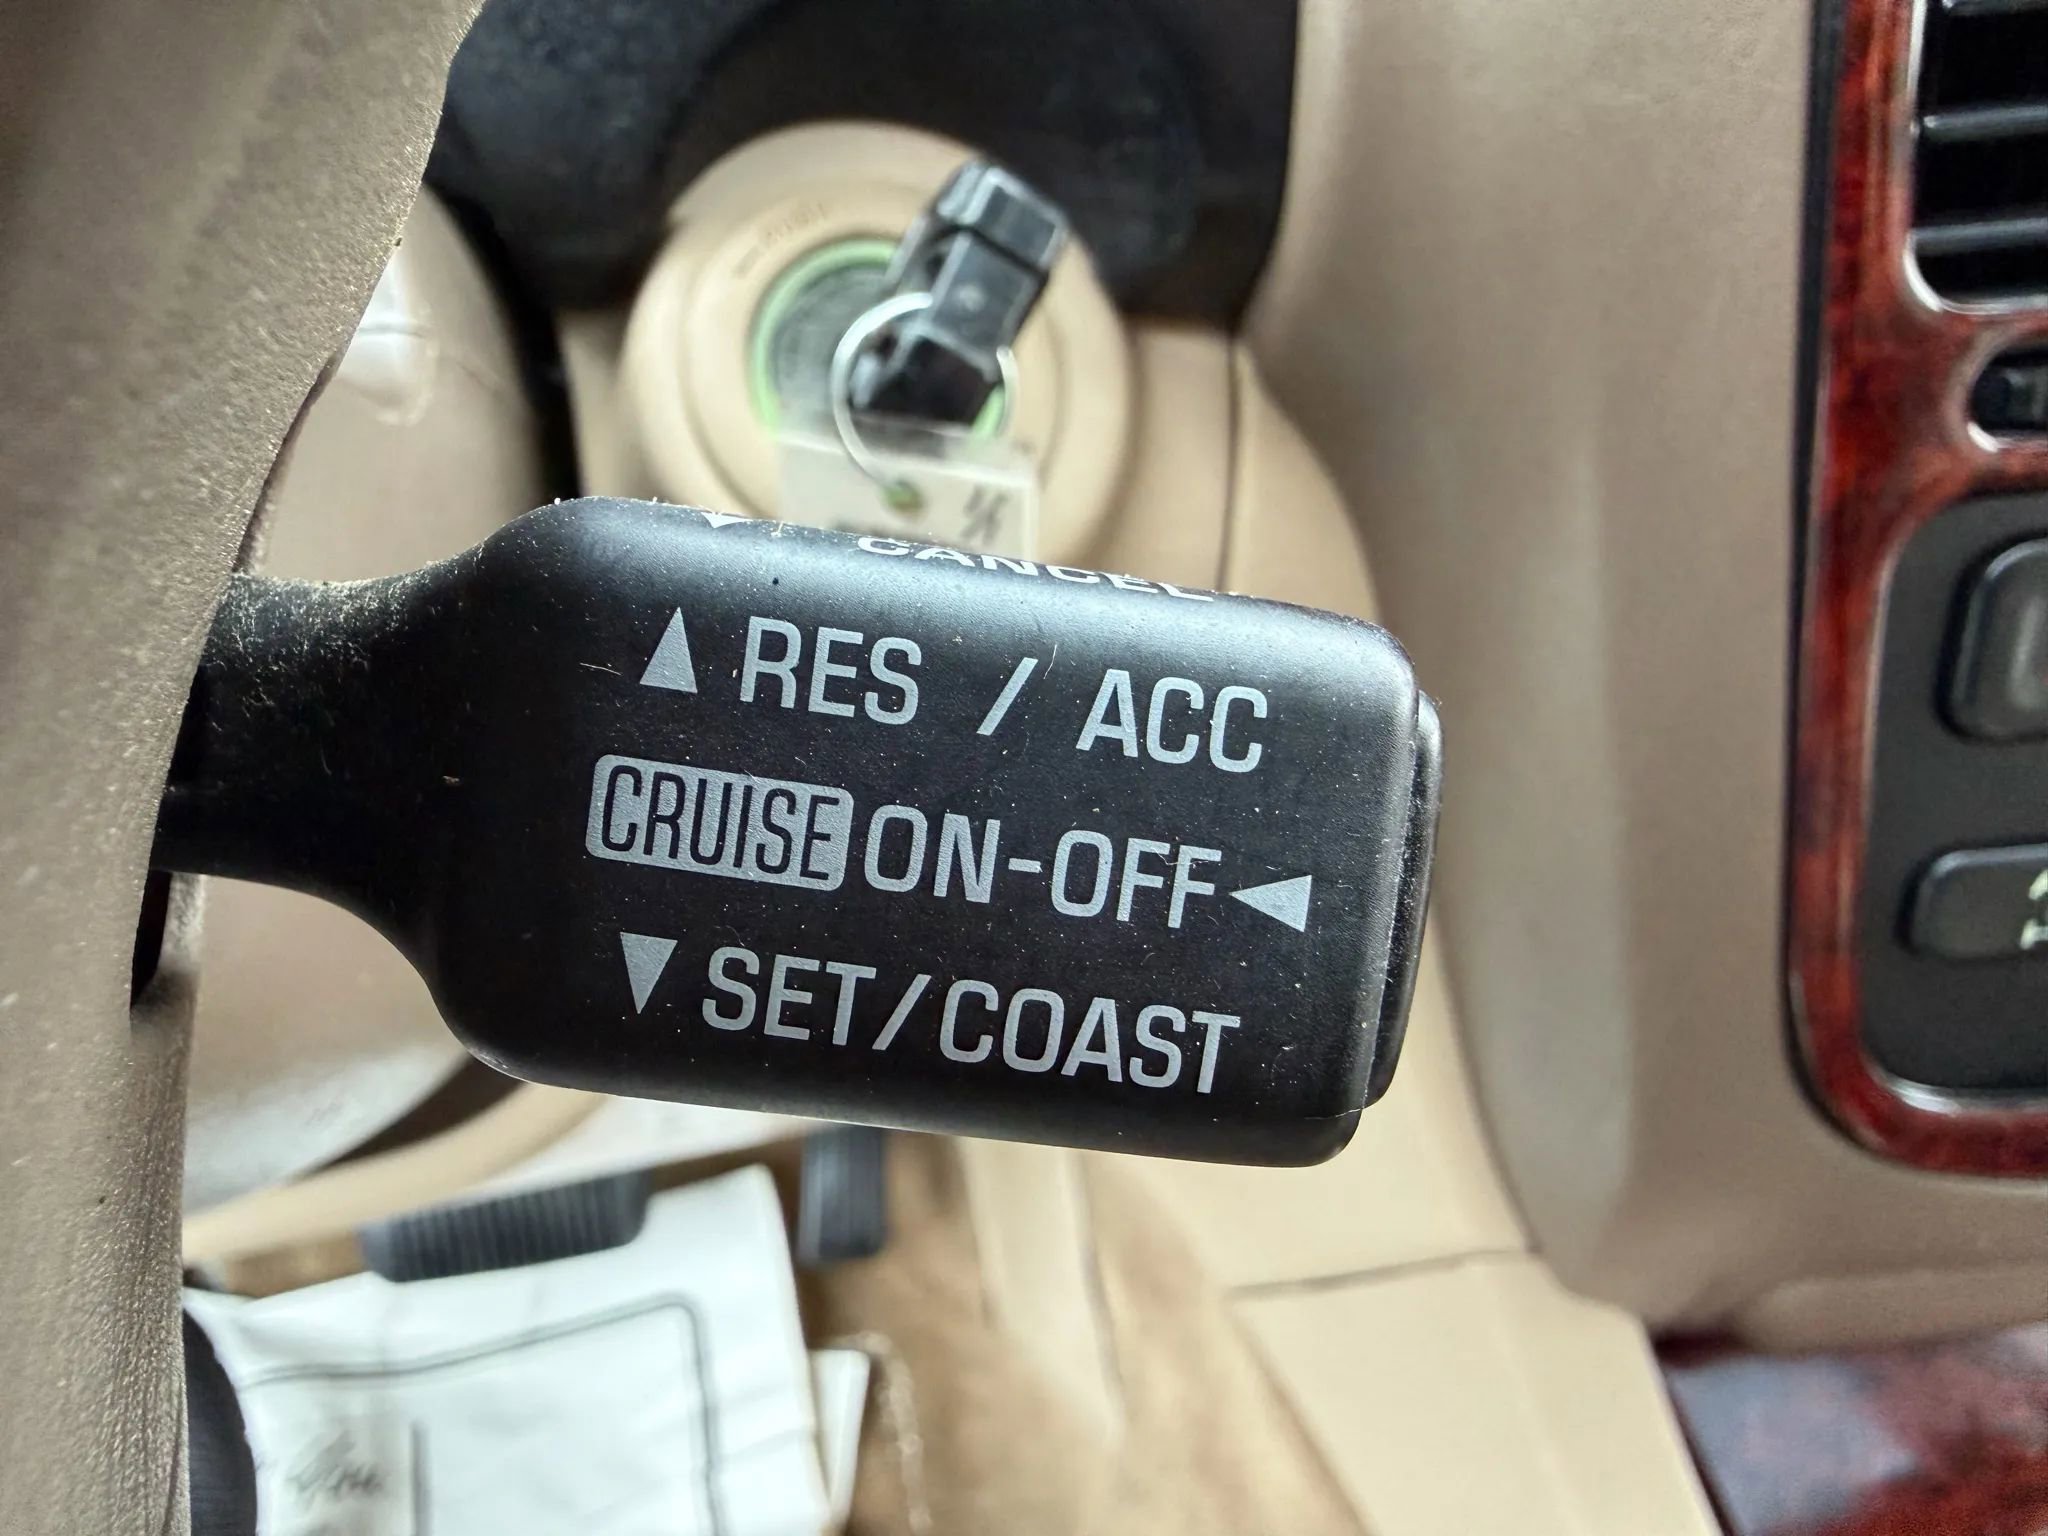 CANCEL
RES / ACC
CRUISE ON-OFF
SET/COAST